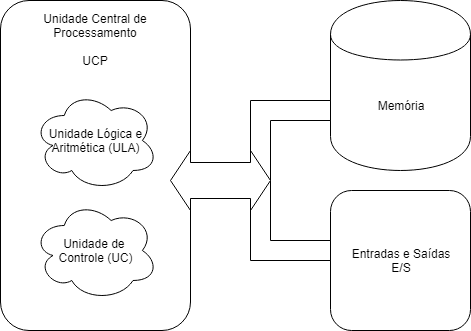 Unidade Central de
Processamento
UCP
Unidade Lógica e
Aritmética (ULA)
Unidade de
Controle (UC)
Memória
Entradas e Saídas
E/S